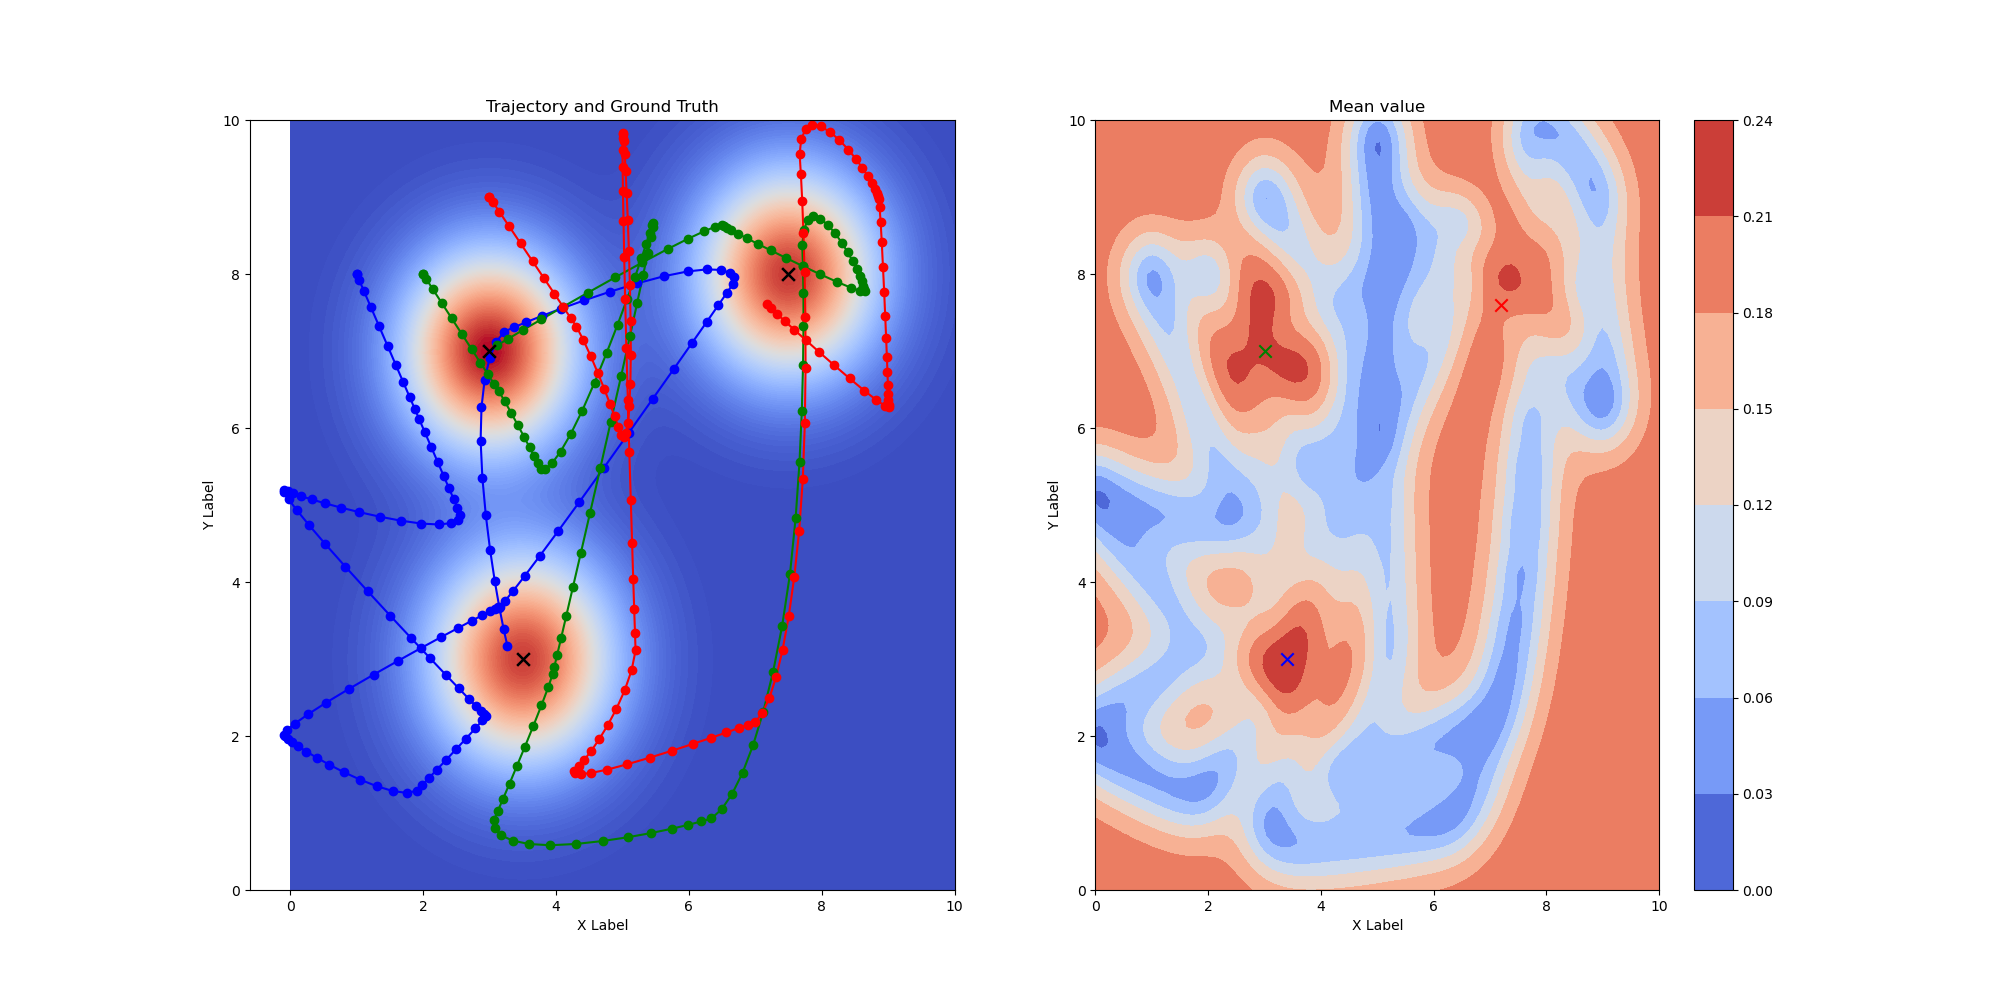 Trajectory and Ground Truth
10
8
6
4
2
0
Y Label
0 2 4 6 8 10
X Label
Mean value
10
8
6
4
2
0
Y Label
0 2 4 6 8 10
X Label
0.24
0.21
0.18
0.15
0.12
0.09
0.06
0.03
0.00